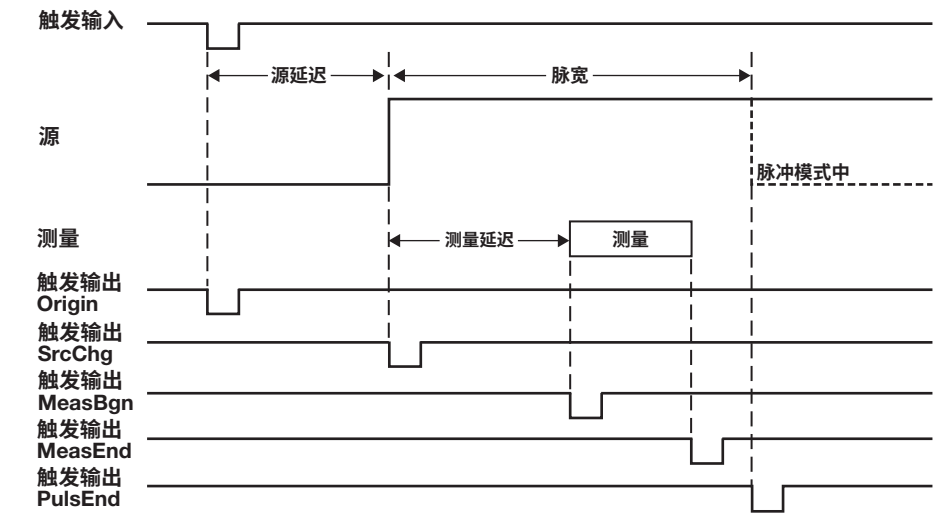 触发输入
源延迟
脉宽
源
脉冲模式中
测量
测量延迟
测量
触发输出
Origin
触发输出
SrcChg
触发输出
MeasBgn
触发输出
MeasEnd
触发输出
PulsEnd